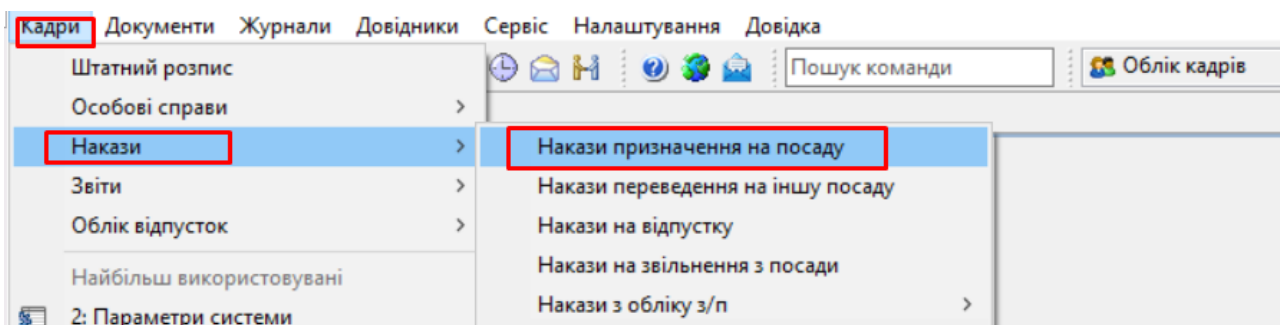 Кадри Документи Журнали Довідники Сервіс Налаштування Довідка
Штатний розпис
Пошук команди
Облік кадрів
Особові справи
Накази
Накази призначення на посаду
Звіти
Накази переведення на іншу посаду
Облік відпусток
Накази на відпустку
Найбільш використовувані
Накази на звільнення з посади
2: Параметри системи
Накази з обліку з/п